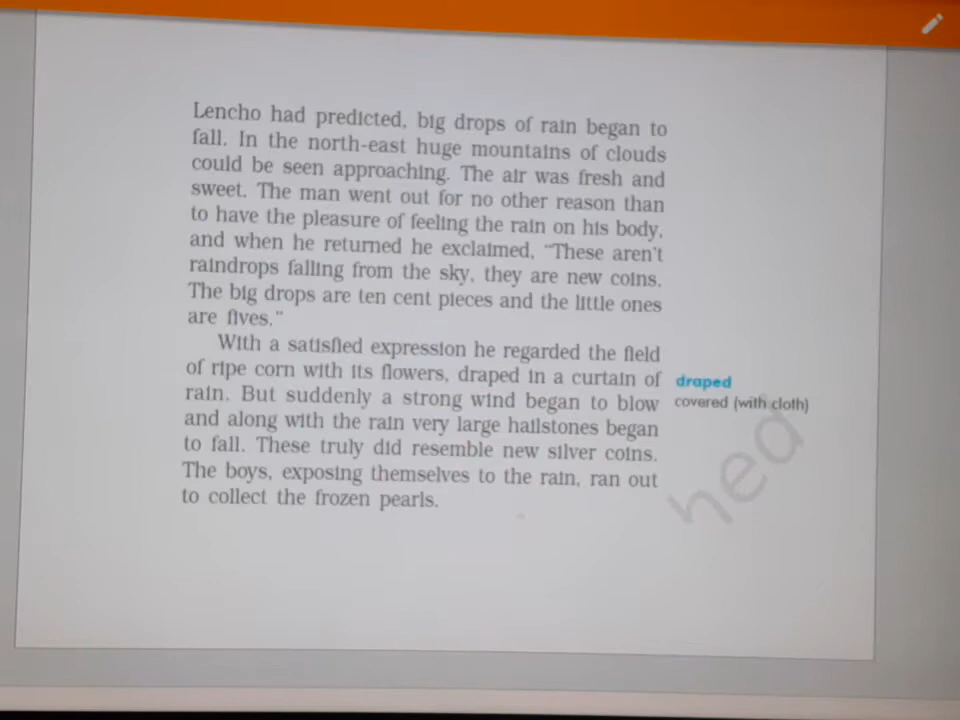 Lencho had predicted, big drops of rain began to
fall. In the north-east huge mountains of clouds
could be seen approaching. The air was fresh and
sweet. The man went out for no other reason than
to have the pleasure of feeling the rain on his body,
and when he returned he exclaimed, “These aren’t
raindrops falling from the sky, they are new coins.
The big drops are ten cent pieces and the little ones
are fives.”
With a satisfied expression he regarded the field
of ripe corn with its flowers, draped in a curtain of
rain. But suddenly a strong wind began to blow
and along with the rain very large hailstones began
to fall. These truly did resemble new silver coins.
The boys, exposing themselves to the rain, ran out
to collect the frozen pearls.
draped
covered (with cloth)
hed